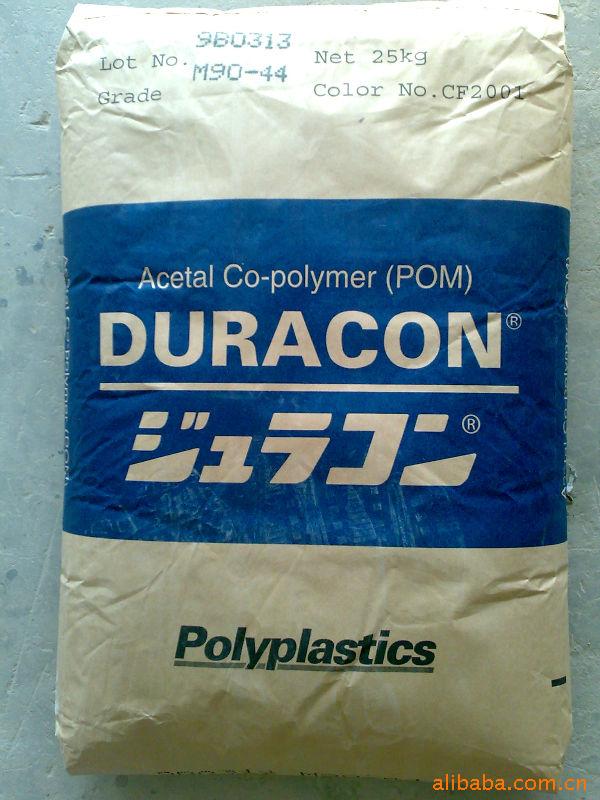 9B0313
Lot No. Net 25kg
M90-44
Grade Color No.CF2001
Acetal Co-polymer (POM)
DURACON®
ジュラコン®
Polyplastics
alibaba.com.cn